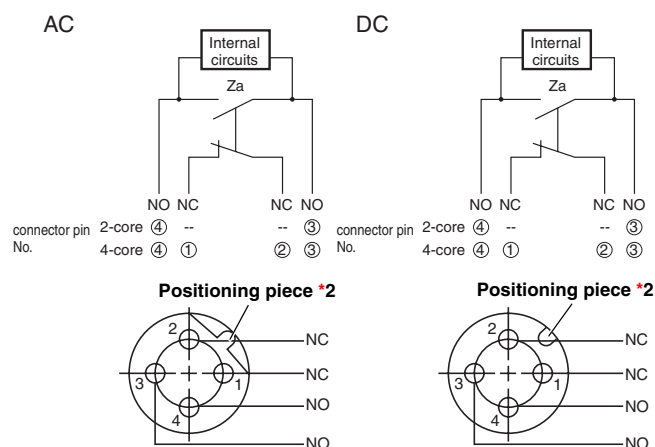 AC
DC
Internal
circuits
Internal
circuits
Za
Za
NO NC NC NO
NO NC NC NO
connector pin
No.
2-core ④ -- -- ③
4-core ④ ① ② ③
connector pin
No.
2-core ④ -- -- ③
4-core ④ ① ② ③
Positioning piece *2
Positioning piece *2
2
1
3
4
NC
NC
NO
NO
2
1
3
4
NC
NC
NO
NO